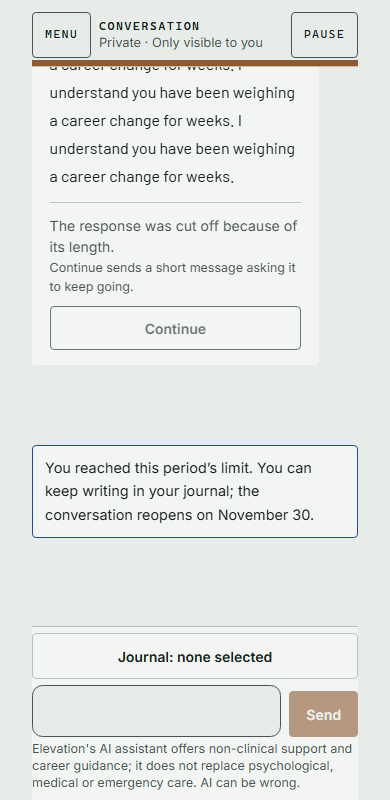 MENU
CONVERSATION
Private · Only visible to you
PAUSE
a career change for weeks. I
understand you have been weighing
a career change for weeks. I
understand you have been weighing
a career change for weeks.
The response was cut off because of
its length.
Continue sends a short message asking it
to keep going.
Continue
You reached this period’s limit. You can
keep writing in your journal; the
conversation reopens on November 30.
Journal: none selected
Send
Elevation's AI assistant offers non-clinical support and
career guidance; it does not replace psychological,
medical or emergency care. AI can be wrong.